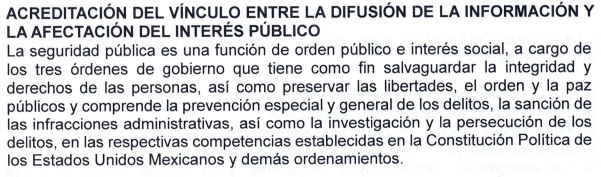 ACREDITACIÓN DEL VÍNCULO ENTRE LA DIFUSIÓN DE LA INFORMACIÓN Y
LA AFECTACIÓN DEL INTERÉS PÚBLICO
La seguridad pública es una función de orden público e interés social, a cargo de
los tres órdenes de gobierno que tiene como fin salvaguardar la integridad y
derechos de las personas, así como preservar las libertades, el orden y la paz
públicos y comprende la prevención especial y general de los delitos, la sanción de
las infracciones administrativas, así como la investigación y la persecución de los
delitos, en las respectivas competencias establecidas en la Constitución Política de
los Estados Unidos Mexicanos y demás ordenamientos.